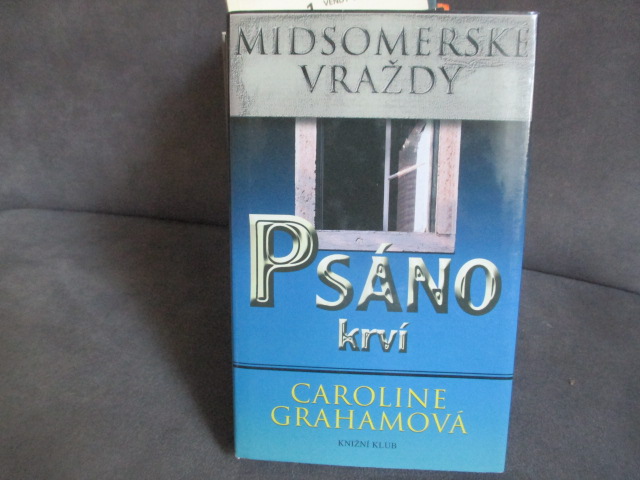 MIDSOMERSKÉ
VRAŽDY
PSÁNO
krví
CAROLINE
GRAHAMOVÁ
KNIŽNÍ KLUB